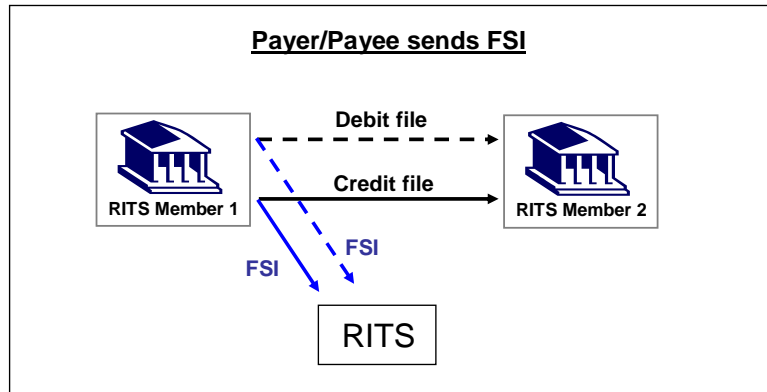 Payer/Payee sends FSI
Debit file
Credit file
RITS Member 1
RITS Member 2
FSI
FSI
RITS